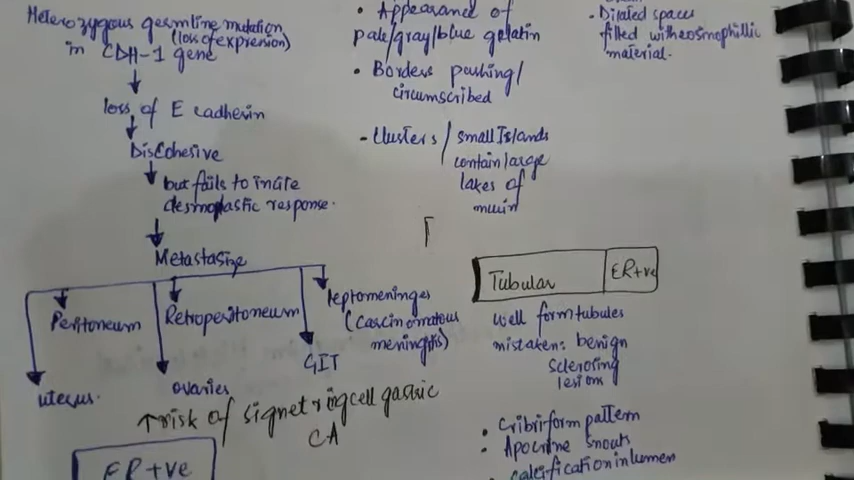 Heterozygous germline mutation
(loss of expression)
in CDH-1 gene
loss of E cadherin
Discohesive
but fails to iniate
desmoplastic response.
Metastasize
Peritoneum
Retroperitoneum
leptomeninges
(Carcinomatous
meningitis)
GIT
uterus.
ovaries
↑risk of signet ring cell gastric
CA
ER+ve
• Appearance of
pale/gray/blue gelatin
• Borders pushing/
circumscribed
- Clusters / small Islands
contain large
lakes of
mucin
Tubular ER+ve
well form tubules
mistaken: benign
sclerosing
lesions
• Cribriform pattern
• Apocrine snouts
• calcification in lumen
• Dilated spaces
filled with eosinophillic
material.